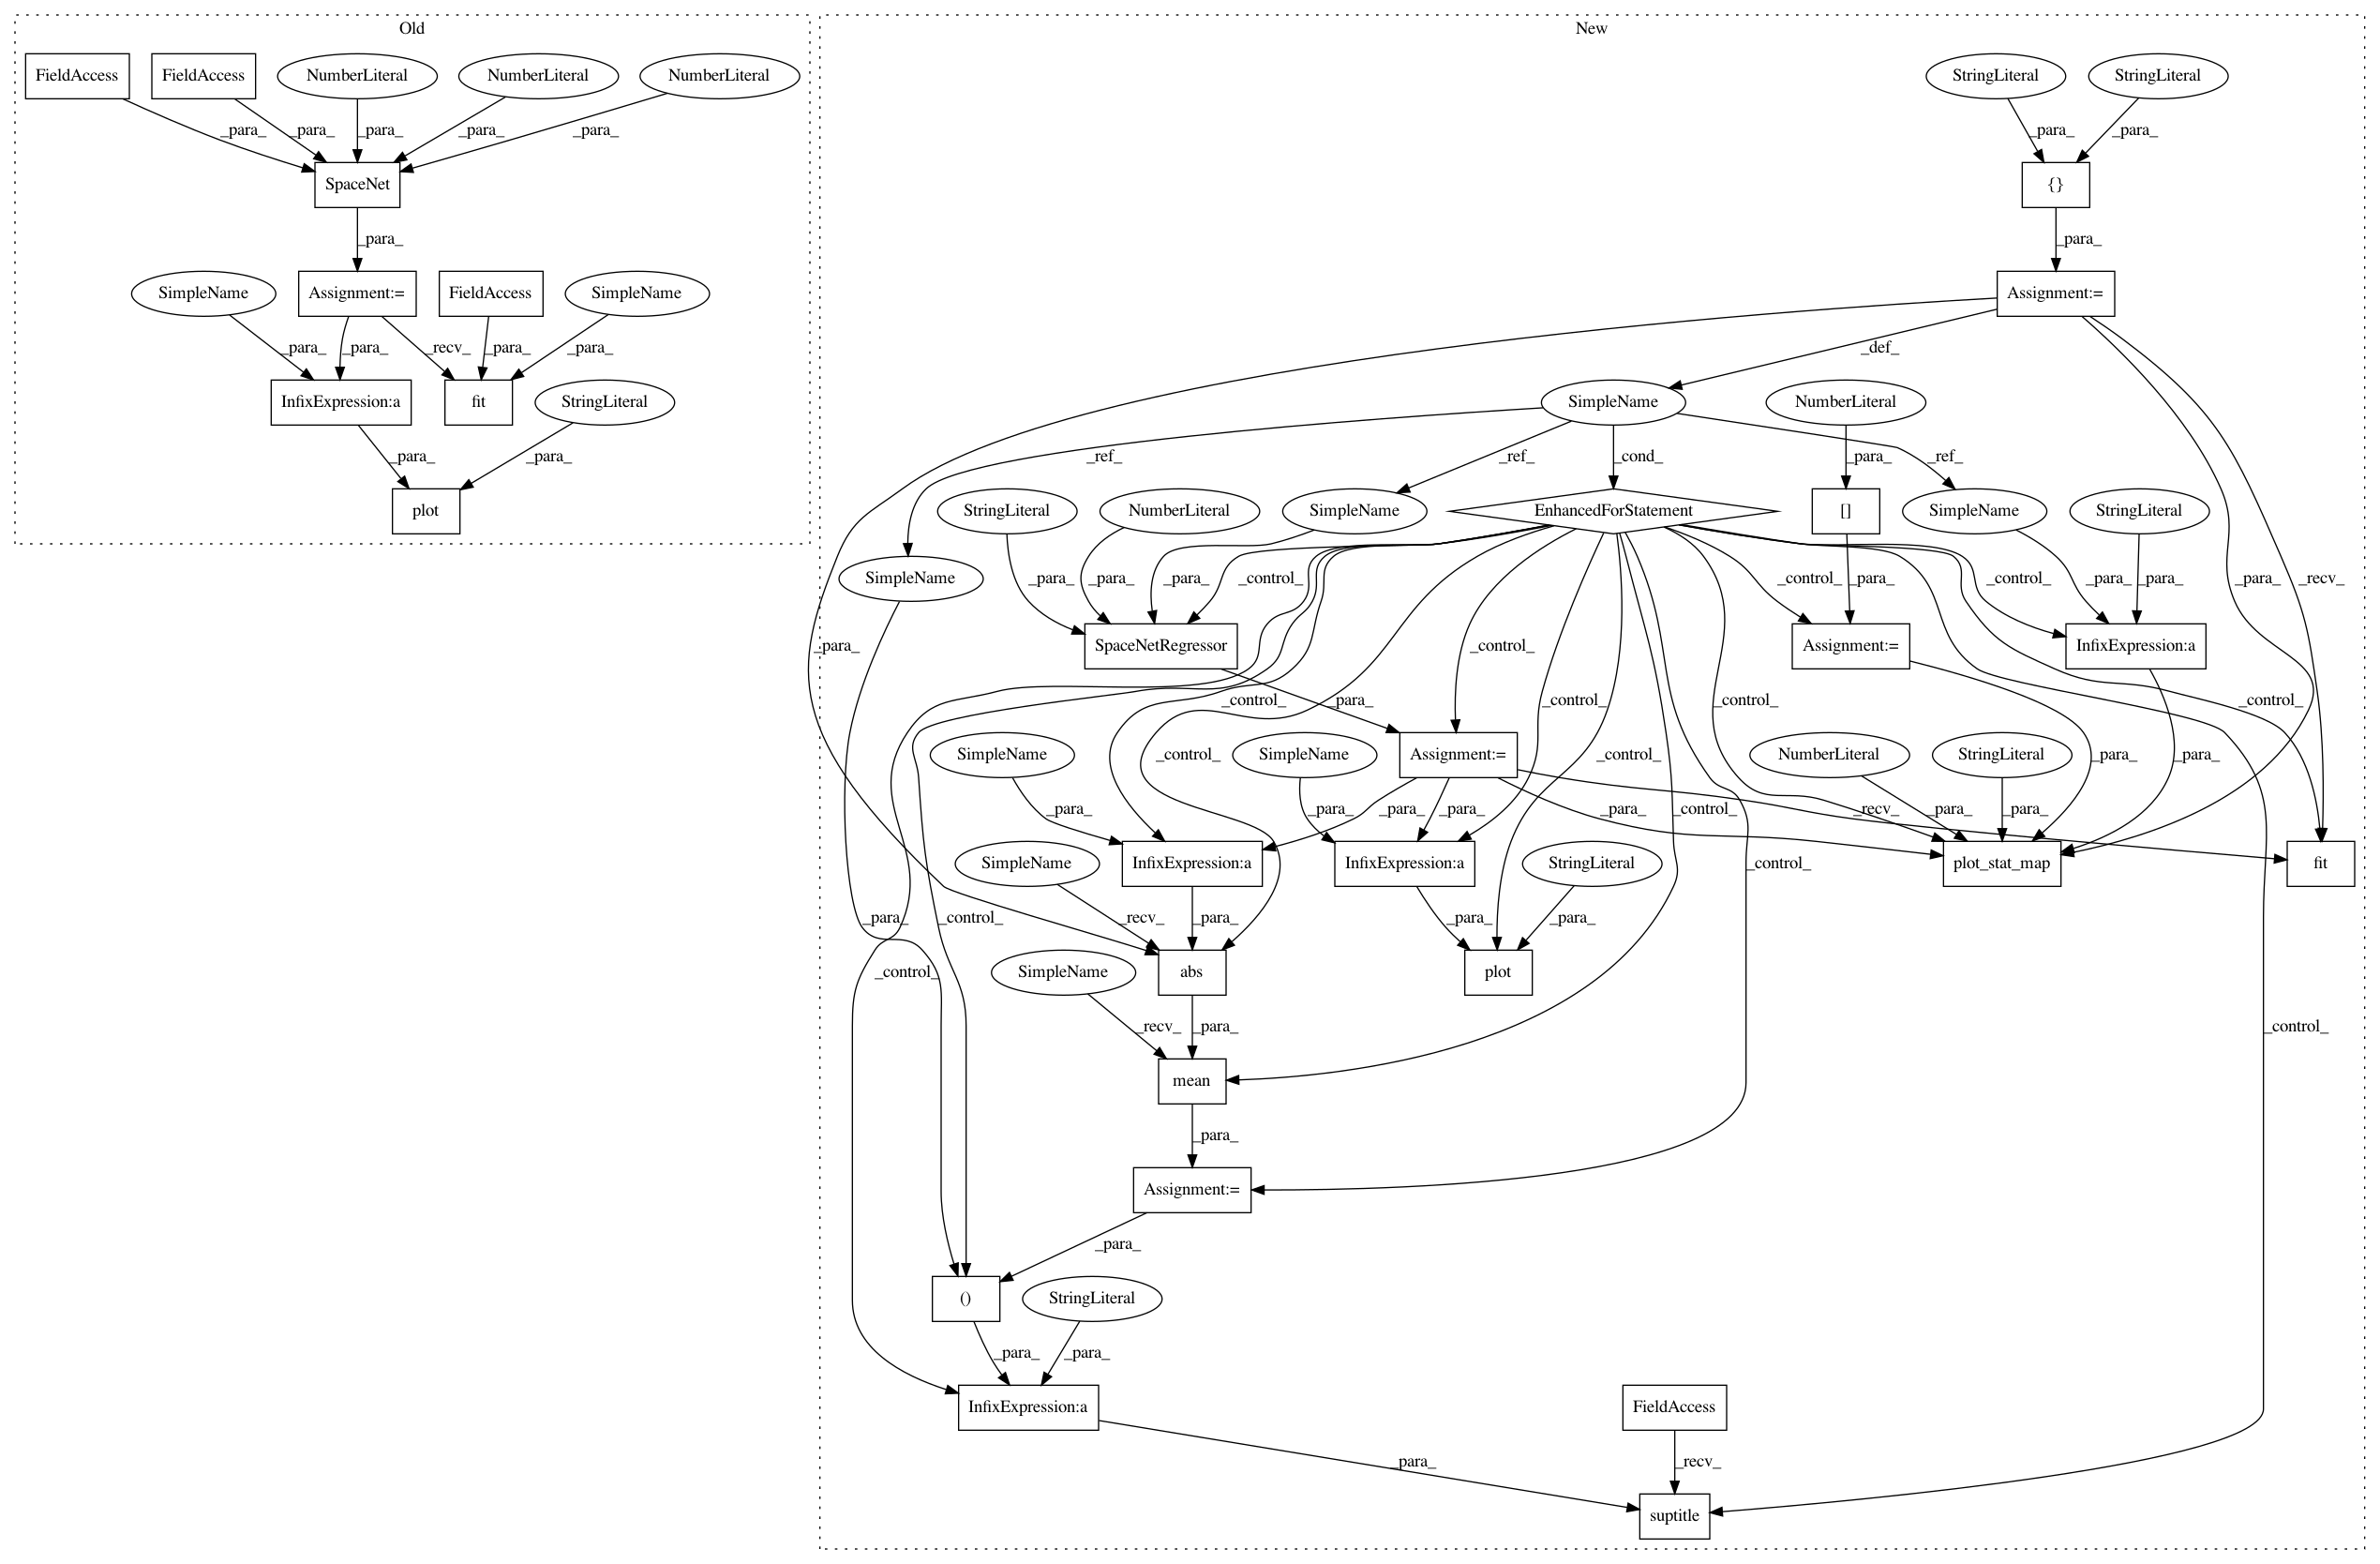 Old
New
FieldAccess FieldAccess NumberLiteral NumberLiteral NumberLiteral
StringLiteral StringLiteral
_para_ _para_ _para_ _para_ _para_
_para_ _para_
SpaceNet
{}
_para_
_para_
SimpleName Assignment:= FieldAccess SimpleName
Assignment:=
_para_ _para_ _recv_ _para_ _para_
_def_
InfixExpression:a fit StringLiteral
SimpleName NumberLiteral
_para_ _para_
_ref_ _ref_ _cond_ _para_ _ref_
plot
StringLiteral NumberLiteral SimpleName EnhancedForStatement [] SimpleName StringLiteral
SimpleName
_para_ _para_ _para_ _control_ _control_ _para_ _control_ _para_ _para_ _para_ _recv_
_para_ SpaceNetRegressor _control_ Assignment:= InfixExpression:a
_control_ _para_ _control_ _control_ _control_
SimpleName SimpleName Assignment:= NumberLiteral StringLiteral
_control_ _control_ _para_ _para_
_para_ _para_ _para_ _para_ _para_ _control_ _para_ _para_ _recv_
SimpleName InfixExpression:a InfixExpression:a StringLiteral plot_stat_map fit
_control_
_para_ _control_ _recv_ _para_ _para_ _para_
_control_ SimpleName abs plot
_recv_ _para_ _control_
mean
_para_
Assignment:=
_para_
() StringLiteral
_para_ _para_
InfixExpression:a FieldAccess
_para_ _recv_
suptitle